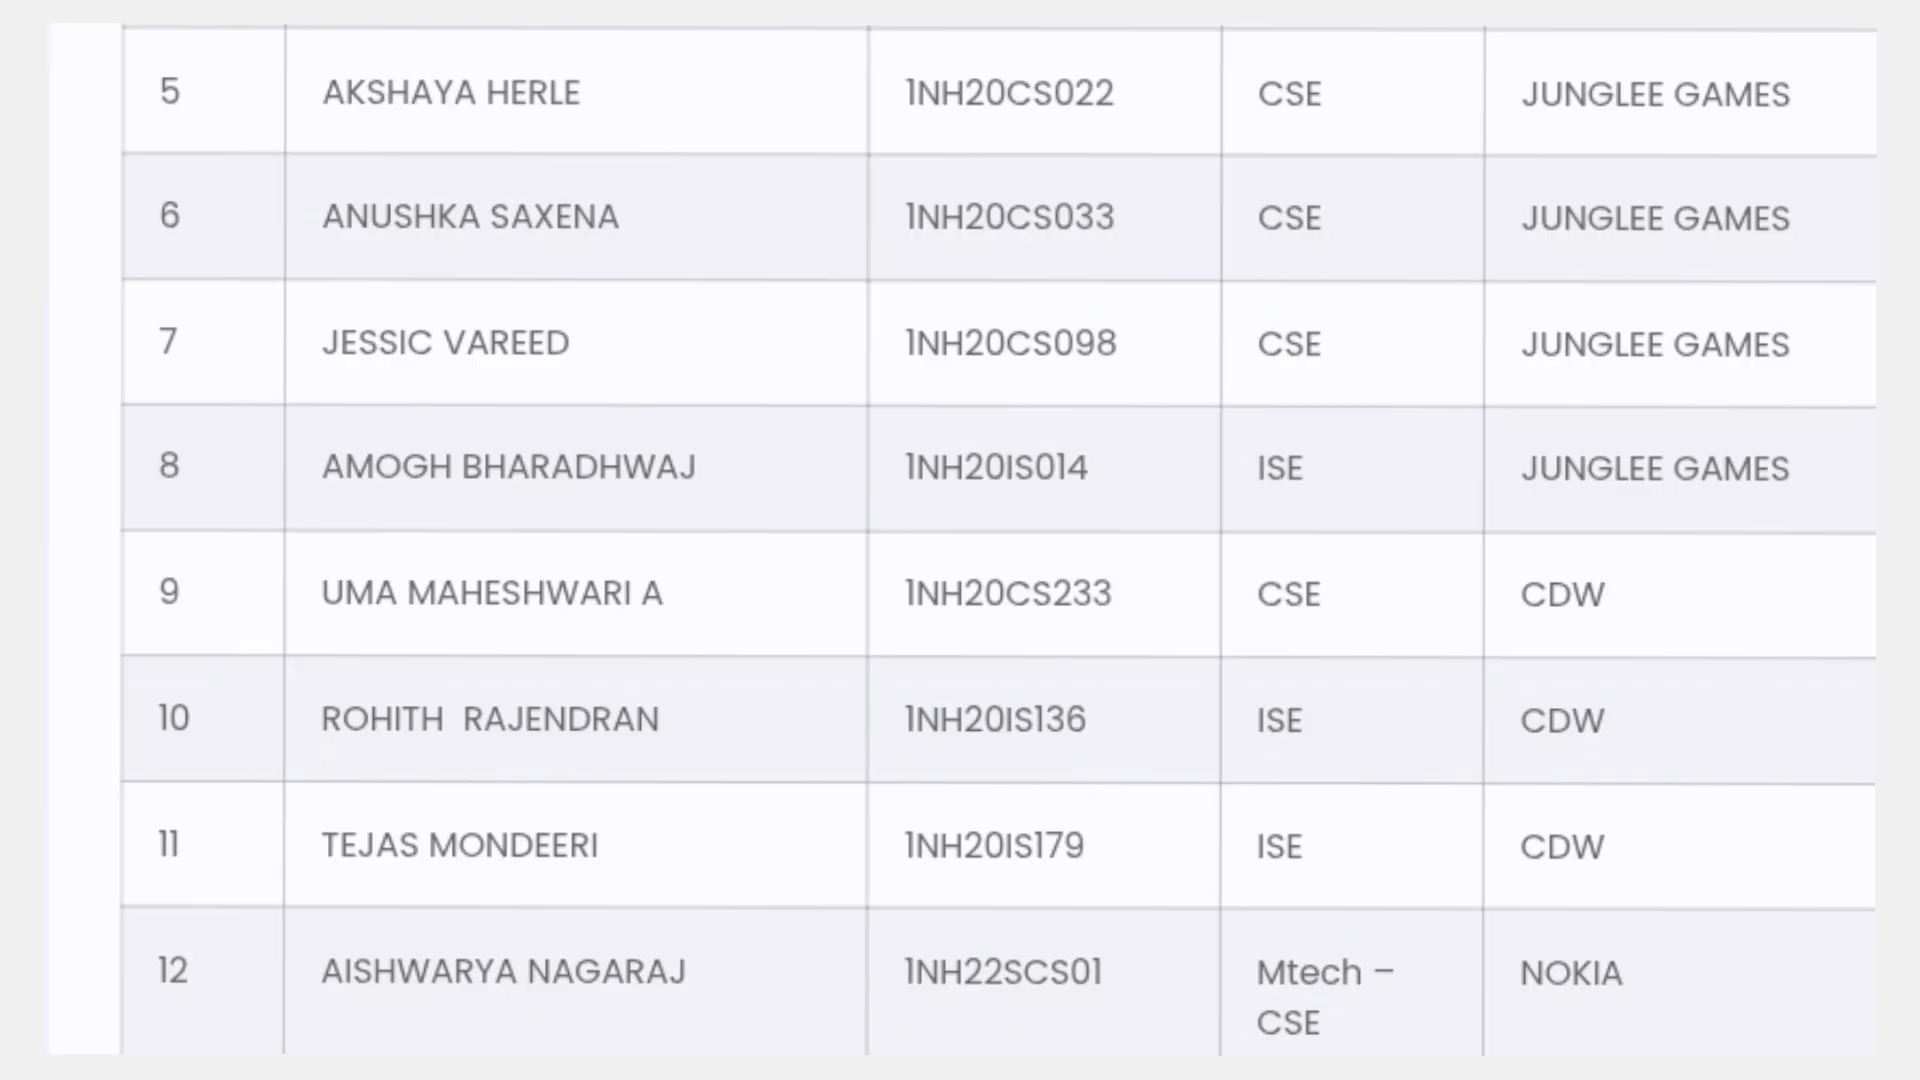 5 AKSHAYA HERLE 1NH20CS022 CSE JUNGLEE GAMES
6 ANUSHKA SAXENA 1NH20CS033 CSE JUNGLEE GAMES
7 JESSIC VAREED 1NH20CS098 CSE JUNGLEE GAMES
8 AMOGH BHARADHWAJ 1NH20IS014 ISE JUNGLEE GAMES
9 UMA MAHESHWARI A 1NH20CS233 CSE CDW
10 ROHITH  RAJENDRAN 1NH20IS136 ISE CDW
11 TEJAS MONDEERI 1NH20IS179 ISE CDW
12 AISHWARYA NAGARAJ 1NH22SCS01 Mtech – NOKIA
CSE